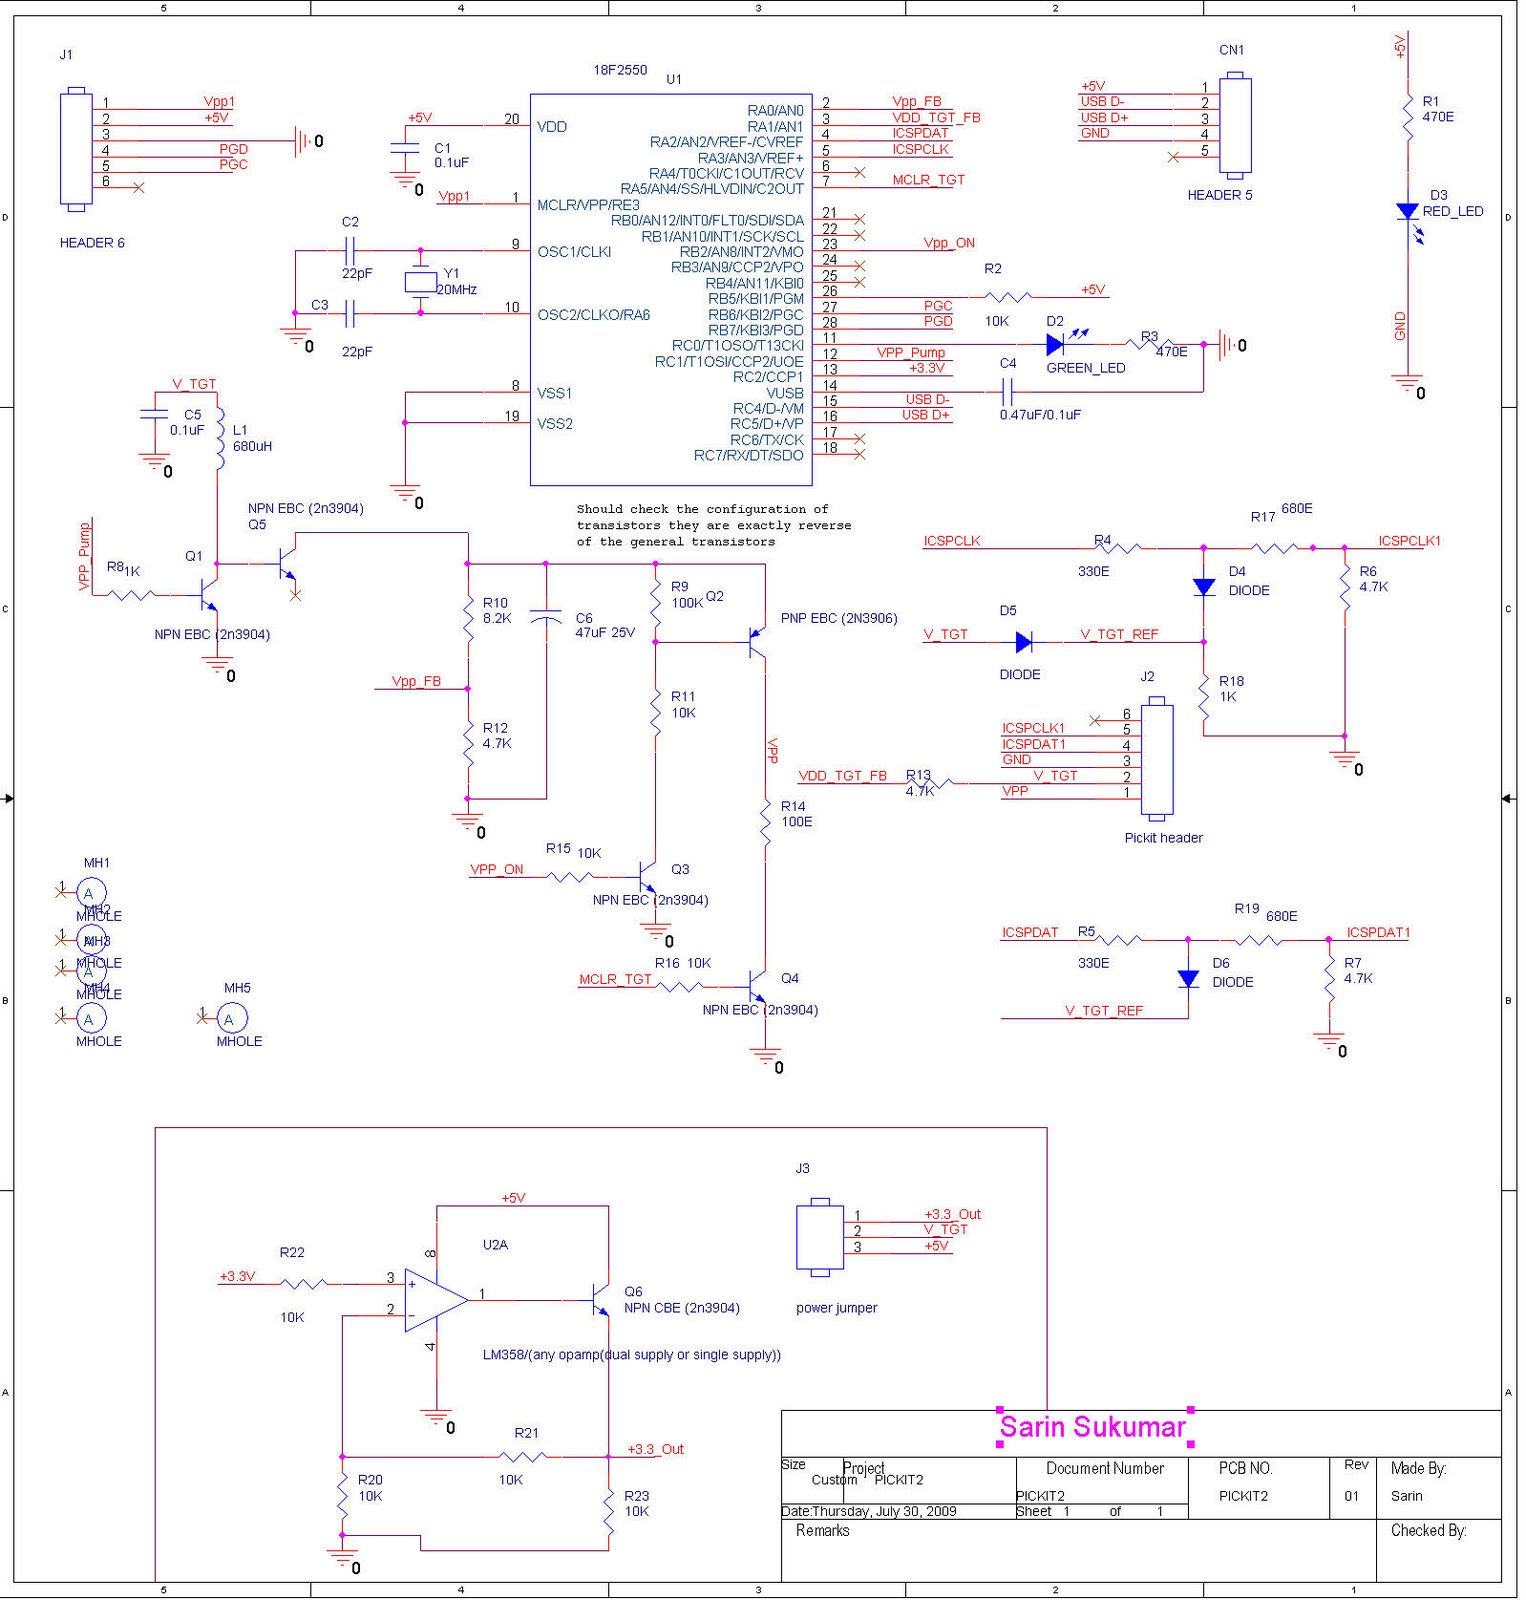 5 4 3 2 1
J1
1 Vpp1
2 +5V
3 0
4 PGD
5 PGC
6
HEADER 6
18F2550
U1
+5V 20 VDD
C1
0.1uF
0
Vpp1 1 MCLR/VPP/RE3
C2
22pF
9 OSC1/CLKI
Y1
20MHz
C3
22pF
10 OSC2/CLKO/RA6
0
8 VSS1
19 VSS2
0
RA0/AN0 2 Vpp_FB
RA1/AN1 3 VDD_TGT_FB
RA2/AN2/VREF-/CVREF 4 ICSPDAT
RA3/AN3/VREF+ 5 ICSPCLK
RA4/T0CKI/C1OUT/RCV 6
RA5/AN4/SS/HLVDIN/C2OUT 7 MCLR_TGT
RB0/AN12/INT0/FLT0/SDI/SDA 21
RB1/AN10/INT1/SCK/SCL 22
RB2/AN8/INT2/VMO 23 Vpp_ON
RB3/AN9/CCP2/VPO 24
RB4/AN11/KBI0 25
RB5/KBI1/PGM 26
RB6/KBI2/PGC 27 PGC
RB7/KBI3/PGD 28 PGD
RC0/T1OSO/T13CKI 11
RC1/T1OSI/CCP2/UOE 12 VPP_Pump
RC2/CCP1 13 +3.3V
VUSB 14
RC4/D-/VM 15 USB D-
RC5/D+/VP 16 USB D+
RC6/TX/CK 17
RC7/RX/DT/SDO 18
R2
10K
+5V
D2
GREEN_LED
R3
470E
0
C4
0.47uF/0.1uF
CN1
+5V 1
USB D- 2
USB D+ 3
GND 4
5
HEADER 5
+5V
R1
470E
D3
RED_LED
GND
0
D
D
V_TGT
C5
0.1uF
0
L1
680uH
NPN EBC (2n3904)
Q5
VPP_Pump
R8
1K
Q1
NPN EBC (2n3904)
0
Should check the configuration of
transistors they are exactly reverse
of the general transistors
R10
8.2K
C6
47uF 25V
R9
100K
Q2
PNP EBC (2N3906)
Vpp_FB
R12
4.7K
0
R11
10K
VPP
R14
100E
VPP_ON
R15 10K
Q3
NPN EBC (2n3904)
0
MCLR_TGT
R16 10K
Q4
NPN EBC (2n3904)
0
ICSPCLK
R4
330E
R17 680E
ICSPCLK1
D4
DIODE
R6
4.7K
D5
DIODE
V_TGT
V_TGT_REF
R18
1K
0
C
C
J2
6
ICSPCLK1 5
ICSPDAT1 4
GND 3
VDD_TGT_FB R13 4.7K V_TGT 2
VPP 1
Pickit header
ICSPDAT
R5
330E
R19 680E
ICSPDAT1
D6
DIODE
R7
4.7K
V_TGT_REF
0
B
B
MH1
1 A
MHOLE
MH2
1 A
MHOLE
MH3
1 A
MHOLE
MH4
1 A
MHOLE
MH5
1 A
MHOLE
+5V
U2A
R22
+3.3V
10K
3 +
2 -
8
4
1
Q6
NPN CBE (2n3904)
LM358/(any opamp(dual supply or single supply))
0
R21
10K
+3.3_Out
R20
10K
R23
10K
0
J3
1 +3.3_Out
2 V_TGT
3 +5V
power jumper
A
A
Sarin Sukumar
Size
Custom
Project
PICKIT2
Document Number
PICKIT2
PCB NO.
PICKIT2
Rev
01
Made By:
Sarin
Date:Thursday, July 30, 2009
Sheet 1 of 1
Remarks
Checked By:
5 4 3 2 1